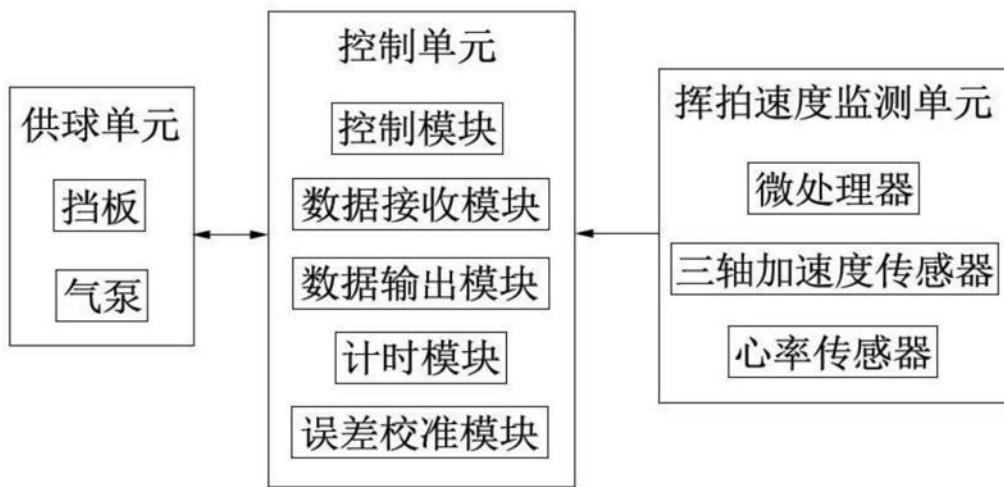 供球单元
挡板
气泵
控制单元
控制模块
数据接收模块
数据输出模块
计时模块
误差校准模块
挥拍速度监测单元
微处理器
三轴加速度传感器
心率传感器